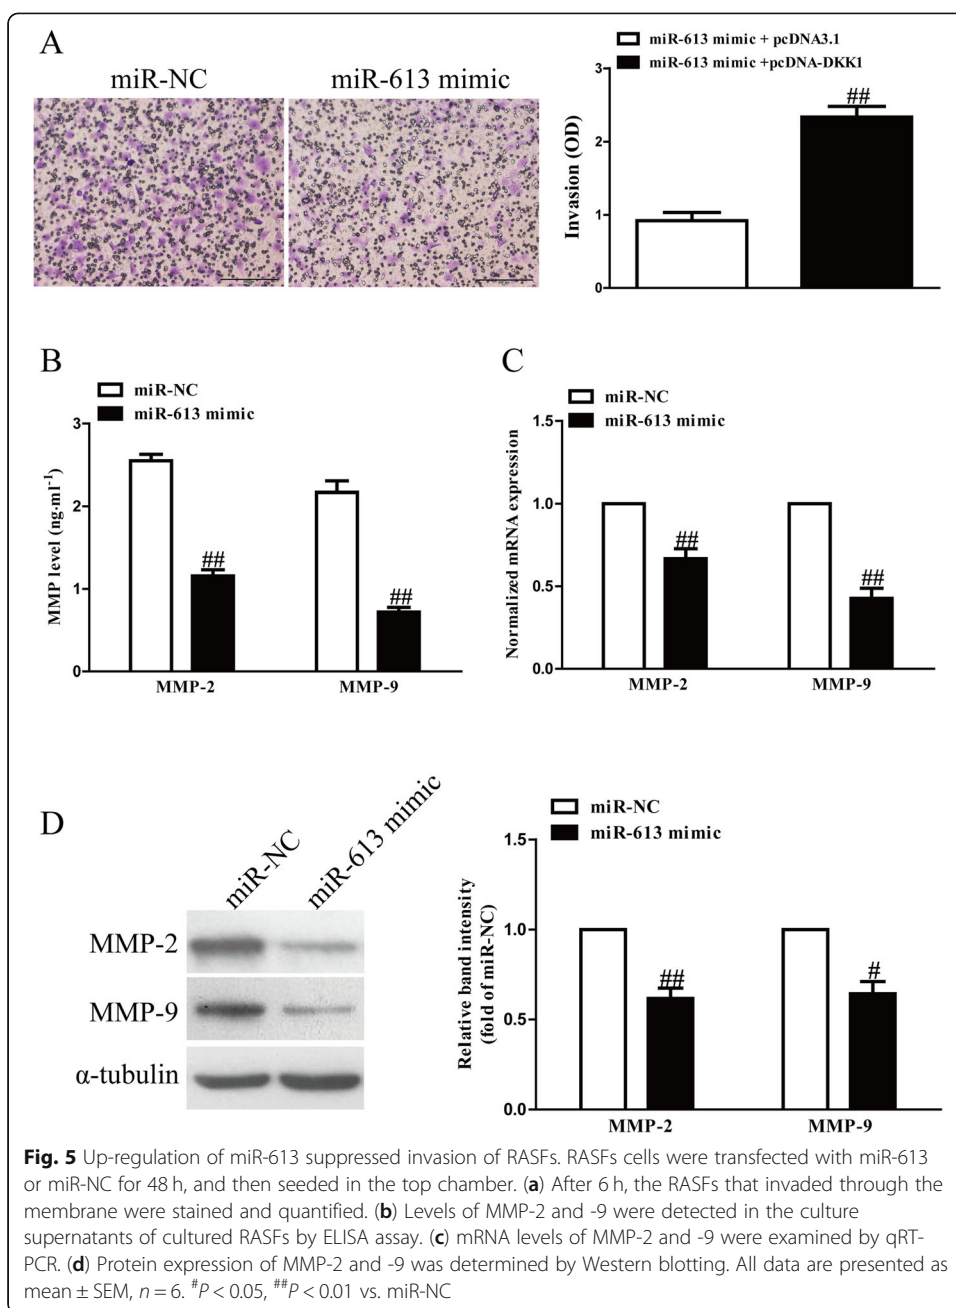 A
miR-NC
miR-613 mimic
miR-613 mimic + pcDNA3.1
miR-613 mimic +pcDNA-DKK1
Invasion (OD)
3
2
1
0
##
B
miR-NC
miR-613 mimic
MMP level (ng·ml⁻¹)
3
2
1
0
##
##
MMP-2
MMP-9
C
miR-NC
miR-613 mimic
Normalized mRNA expression
1.5
1.0
0.5
0.0
##
##
MMP-2
MMP-9
D
miR-NC
miR-613 mimic
MMP-2
MMP-9
α-tubulin
miR-NC
miR-613 mimic
Relative band intensity
(fold of miR-NC)
1.5
1.0
0.5
0.0
##
#
MMP-2
MMP-9
Fig. 5 Up-regulation of miR-613 suppressed invasion of RASFs. RASFs cells were transfected with miR-613
or miR-NC for 48 h, and then seeded in the top chamber. (a) After 6 h, the RASFs that invaded through the
membrane were stained and quantified. (b) Levels of MMP-2 and -9 were detected in the culture
supernatants of cultured RASFs by ELISA assay. (c) mRNA levels of MMP-2 and -9 were examined by qRT-
PCR. (d) Protein expression of MMP-2 and -9 was determined by Western blotting. All data are presented as
mean ± SEM, n = 6. #P < 0.05, ##P < 0.01 vs. miR-NC